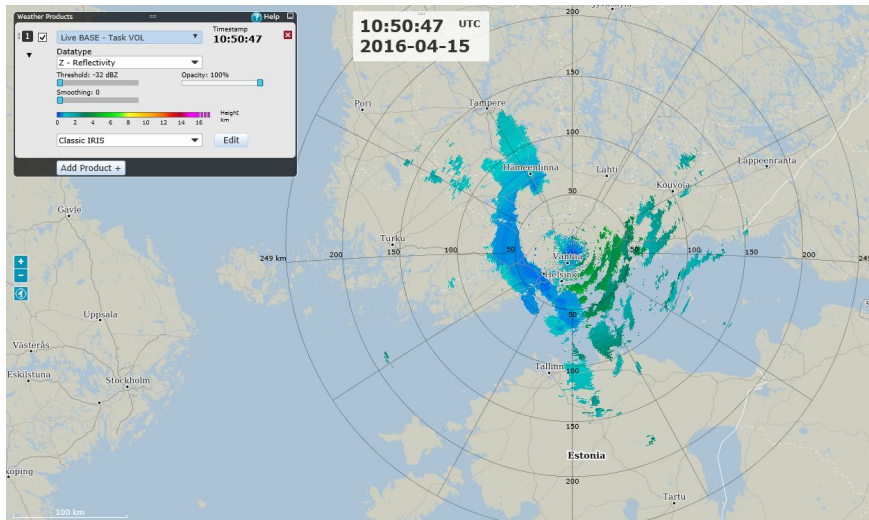 Weather Products
Help
1
Live BASE - Task VOL
Timestamp
10:50:47
Datatype
Z - Reflectivity
Threshold: -32 dBZ
Opacity: 100%
Smoothing: 0
Height
km
0 2 4 6 8 10 12 14 16
Classic IRIS
Edit
Add Product +
10:50:47 UTC
2016-04-15
200
150
Pori
Tampere
100
Hämeenlinna
Lahti
Lappeenranta
Kouvola
50
Gävle
Turku
249 km
200
150
100
50
Vantaa
50
100
150
200
249
Helsinki
50
Uppsala
Västerås
Tallinn
100
Eskilstuna
Stockholm
150
Estonia
köping
200
Tartu
100 km